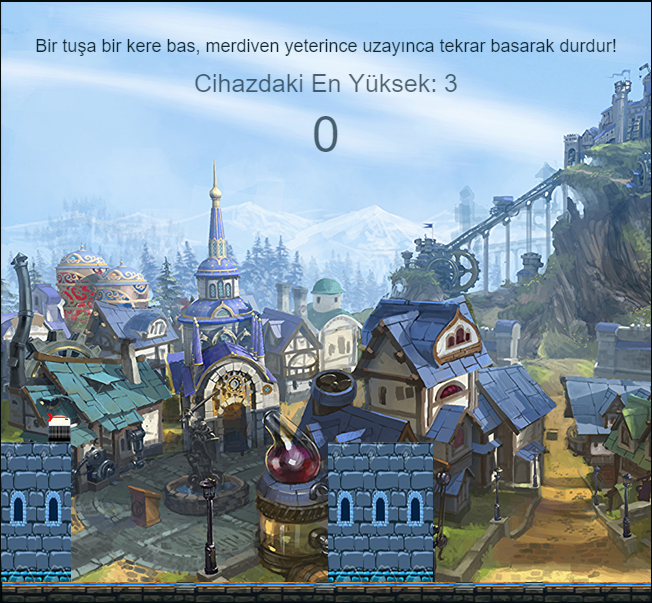 Bir tuşa bir kere bas, merdiven yeterince uzayınca tekrar basarak durdur!
Cihazdaki En Yüksek: 3
0